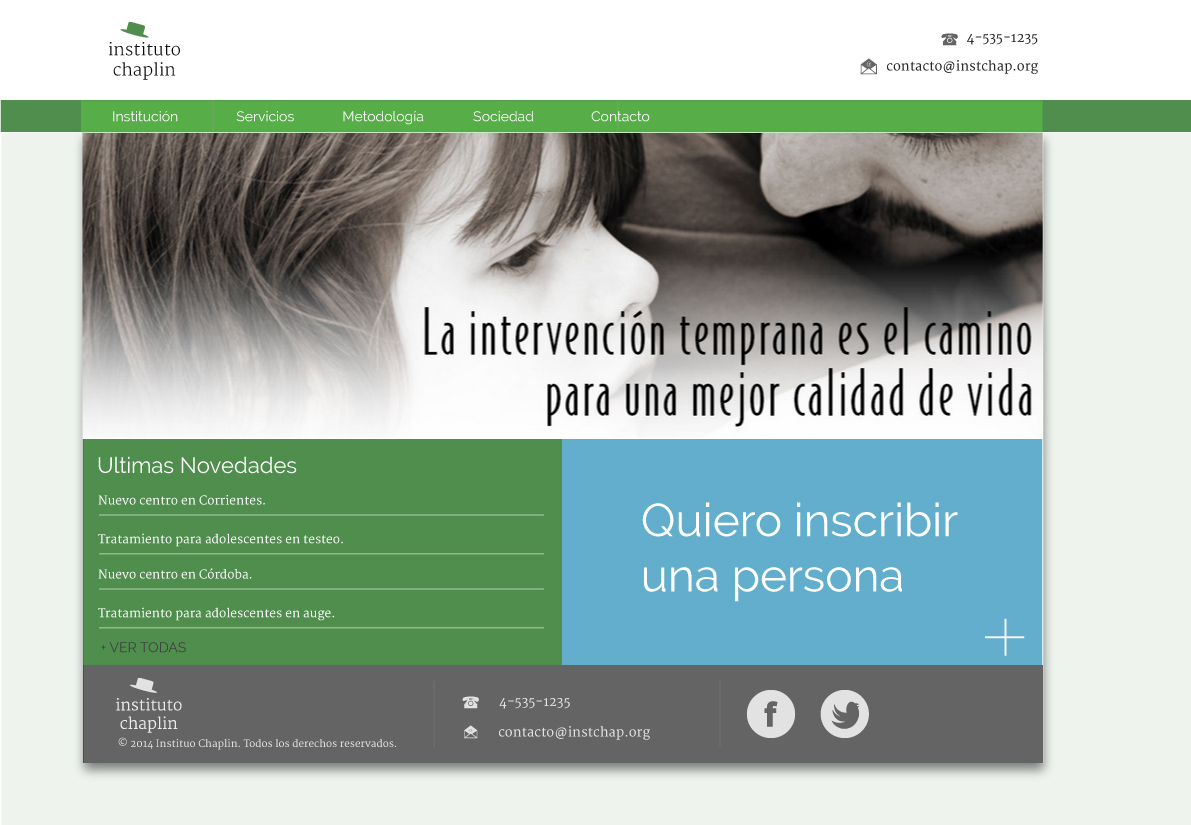 instituto
chaplin
4-535-1235
contacto@instchap.org
Institución Servicios Metodología Sociedad Contacto
La intervención temprana es el camino
para una mejor calidad de vida
Ultimas Novedades
Nuevo centro en Corrientes.
Tratamiento para adolescentes en testeo.
Nuevo centro en Córdoba.
Tratamiento para adolescentes en auge.
+ VER TODAS
Quiero inscribir
una persona
instituto
chaplin
© 2014 Instituo Chaplin. Todos los derechos reservados.
4-535-1235
contacto@instchap.org